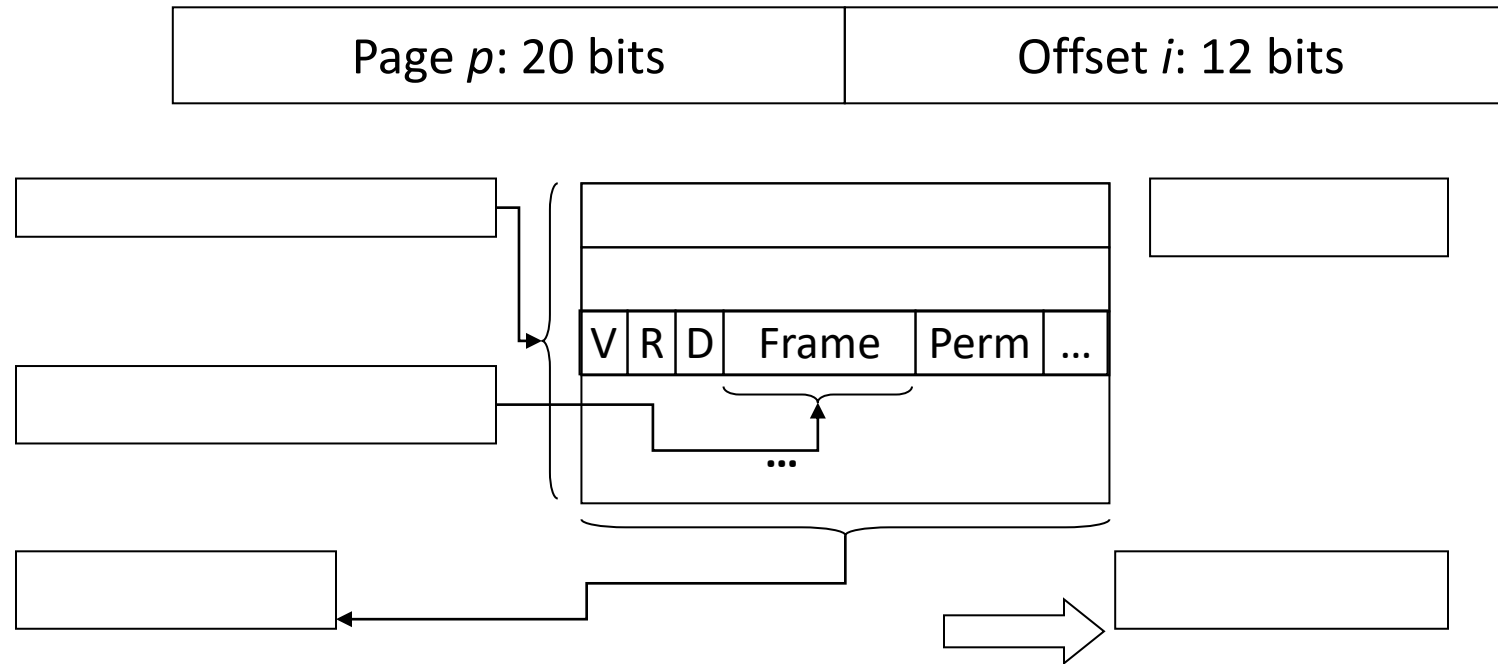 Page p: 20 bits Offset i: 12 bits
V R D Frame Perm ...
...